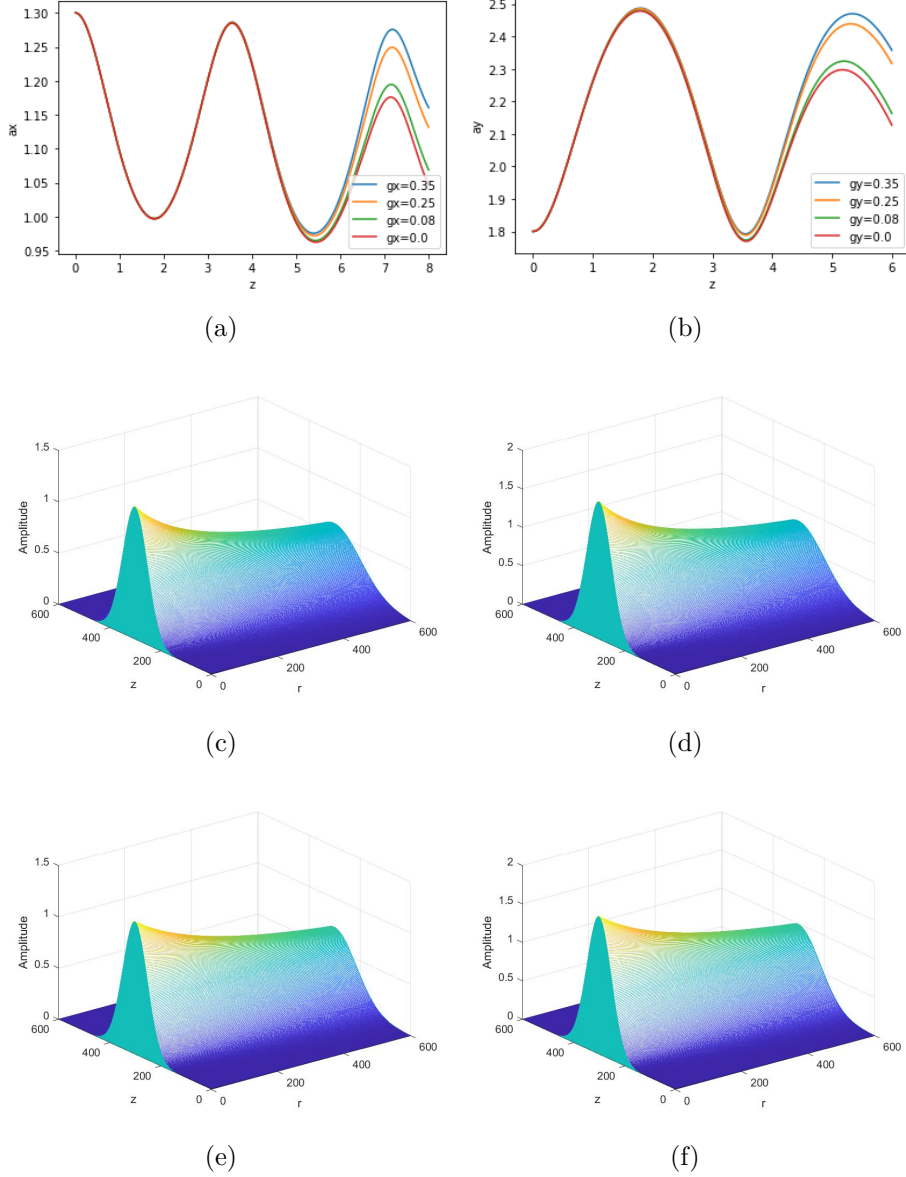 1.30
1.25
1.20
1.15
1.10
1.05
1.00
0.95
ax
gx=0.35
gx=0.25
gx=0.08
gx=0.0
0 1 2 3 4 5 6 7 8
z
(a)
2.5
2.4
2.3
2.2
2.1
2.0
1.9
1.8
ay
gy=0.35
gy=0.25
gy=0.08
gy=0.0
0 1 2 3 4 5 6
z
(b)
1.5
1
0.5
0
Amplitude
600
400
200
0
z
0
200
400
600
r
(c)
2
1.5
1
0.5
0
Amplitude
600
400
200
0
z
0
200
400
600
r
(d)
1.5
1
0.5
0
Amplitude
600
400
200
0
z
0
200
400
600
r
(e)
2
1.5
1
0.5
0
Amplitude
600
400
200
0
z
0
200
400
600
r
(f)